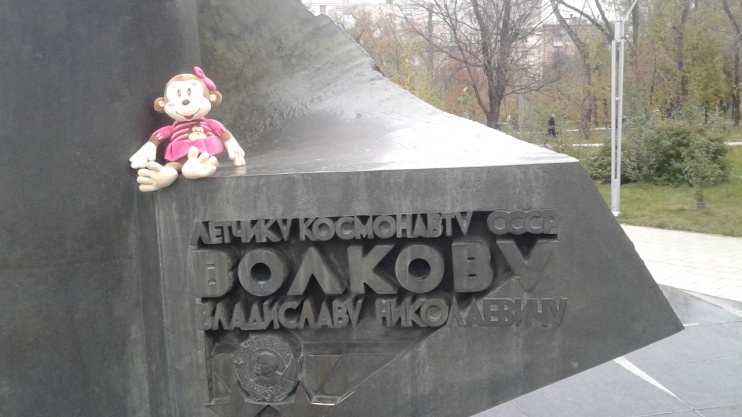 ЛЕТЧИКУ КОСМОНАВТУ СССР
ВОЛКОВУ
ВЛАДИСЛАВУ НИКОЛАЕВИЧУ